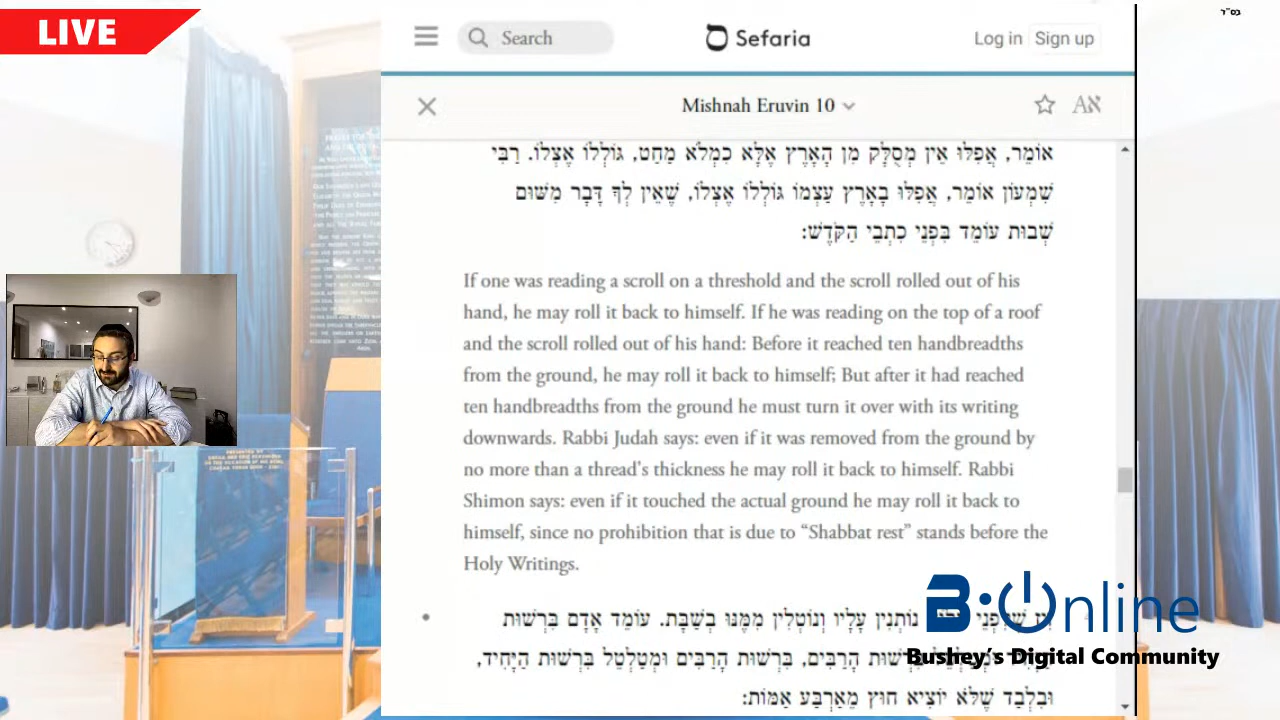 LIVE
בס"ד
Search
Sefaria
Log in Sign up
Mishnah Eruvin 10
אוֹמֵר, אֲפִלּוּ אֵין מְסֻלָּק מִן הָאָרֶץ אֶלָּא כִמְלֹא מַחַט, גּוֹלְלוֹ אֶצְלוֹ. רַבִּי
שִׁמְעוֹן אוֹמֵר, אֲפִלּוּ בָאָרֶץ עַצְמוֹ גּוֹלְלוֹ אֶצְלוֹ, שֶׁאֵין לְךָ דָּבָר מִשּׁוּם
שְׁבוּת עוֹמֵד בִּפְנֵי כִתְבֵי הַקֹּדֶשׁ:
If one was reading a scroll on a threshold and the scroll rolled out of his
hand, he may roll it back to himself. If he was reading on the top of a roof
and the scroll rolled out of his hand: Before it reached ten handbreadths
from the ground, he may roll it back to himself; But after it had reached
ten handbreadths from the ground he must turn it over with its writing
downwards. Rabbi Judah says: even if it was removed from the ground by
no more than a thread's thickness he may roll it back to himself. Rabbi
Shimon says: even if it touched the actual ground he may roll it back to
himself, since no prohibition that is due to “Shabbat rest” stands before the
Holy Writings.
נוֹתְנִין עָלָיו וְנוֹטְלִין מִמֶּנּוּ בְשַׁבָּת. עוֹמֵד אָדָם בִּרְשׁוּת
בִּרְשׁוּת הָרַבִּים, בִּרְשׁוּת הָרַבִּים וּמְטַלְטֵל בִּרְשׁוּת הַיָּחִיד,
וּבִלְבַד שֶׁלֹּא יוֹצִיא חוּץ מֵאַרְבַּע אַמּוֹת:
B·Online
Bushey's Digital Community